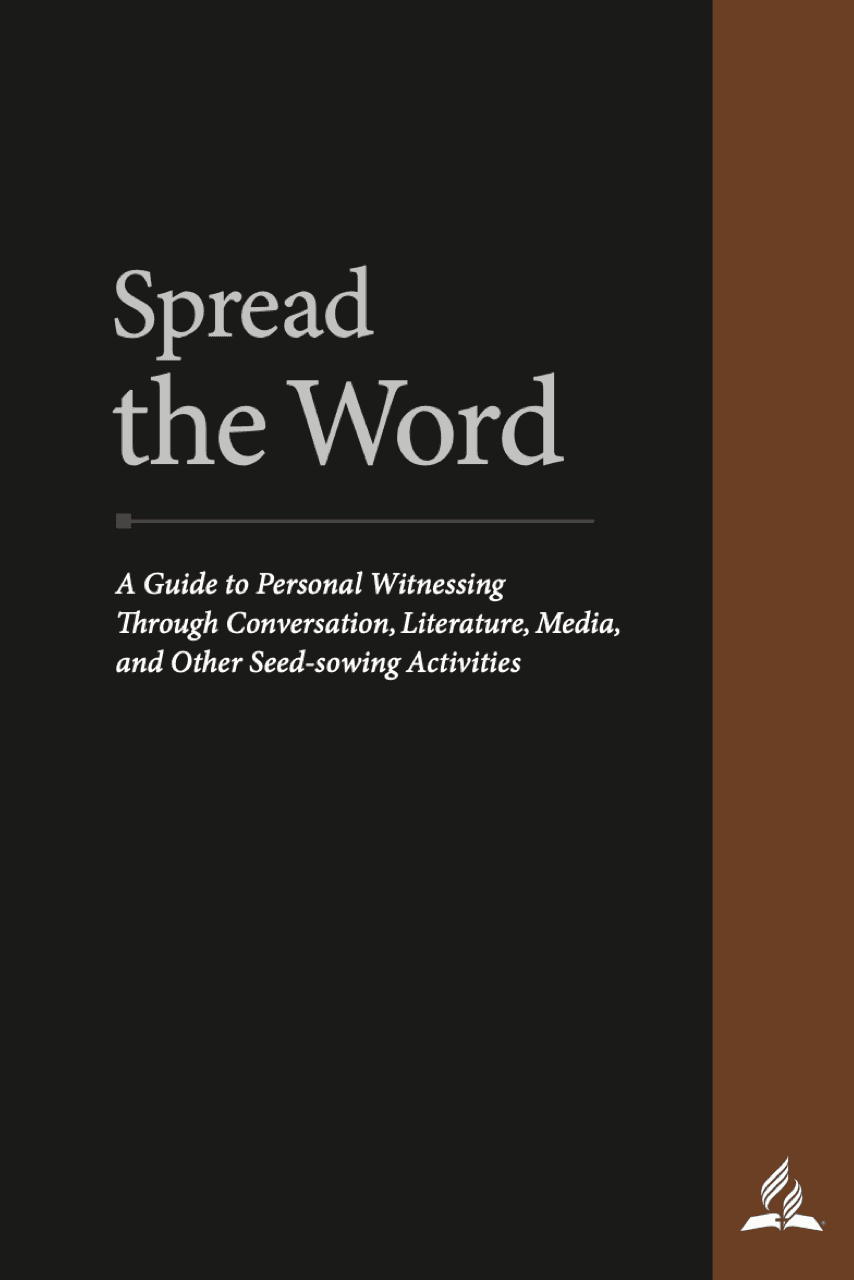 Spread
the Word
A Guide to Personal Witnessing
Through Conversation, Literature, Media,
and Other Seed-sowing Activities